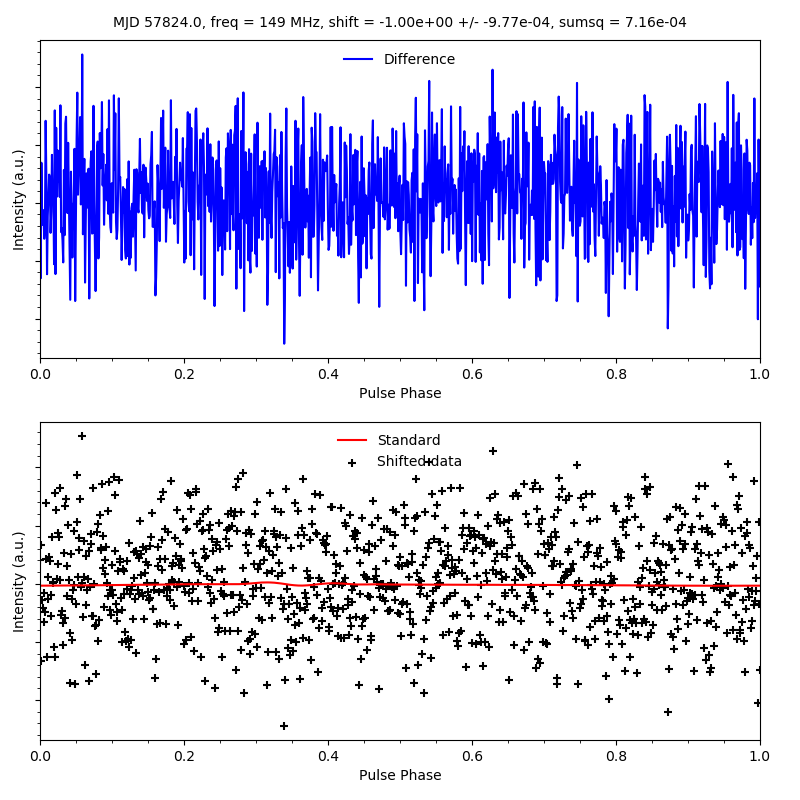 MJD 57824.0, freq = 149 MHz, shift = -1.00e+00 +/- -9.77e-04, sumsq = 7.16e-04
Difference
Intensity (a.u.)
0.0 0.2 0.4 0.6 0.8 1.0
Pulse Phase
Standard
Shifted data
Intensity (a.u.)
0.0 0.2 0.4 0.6 0.8 1.0
Pulse Phase